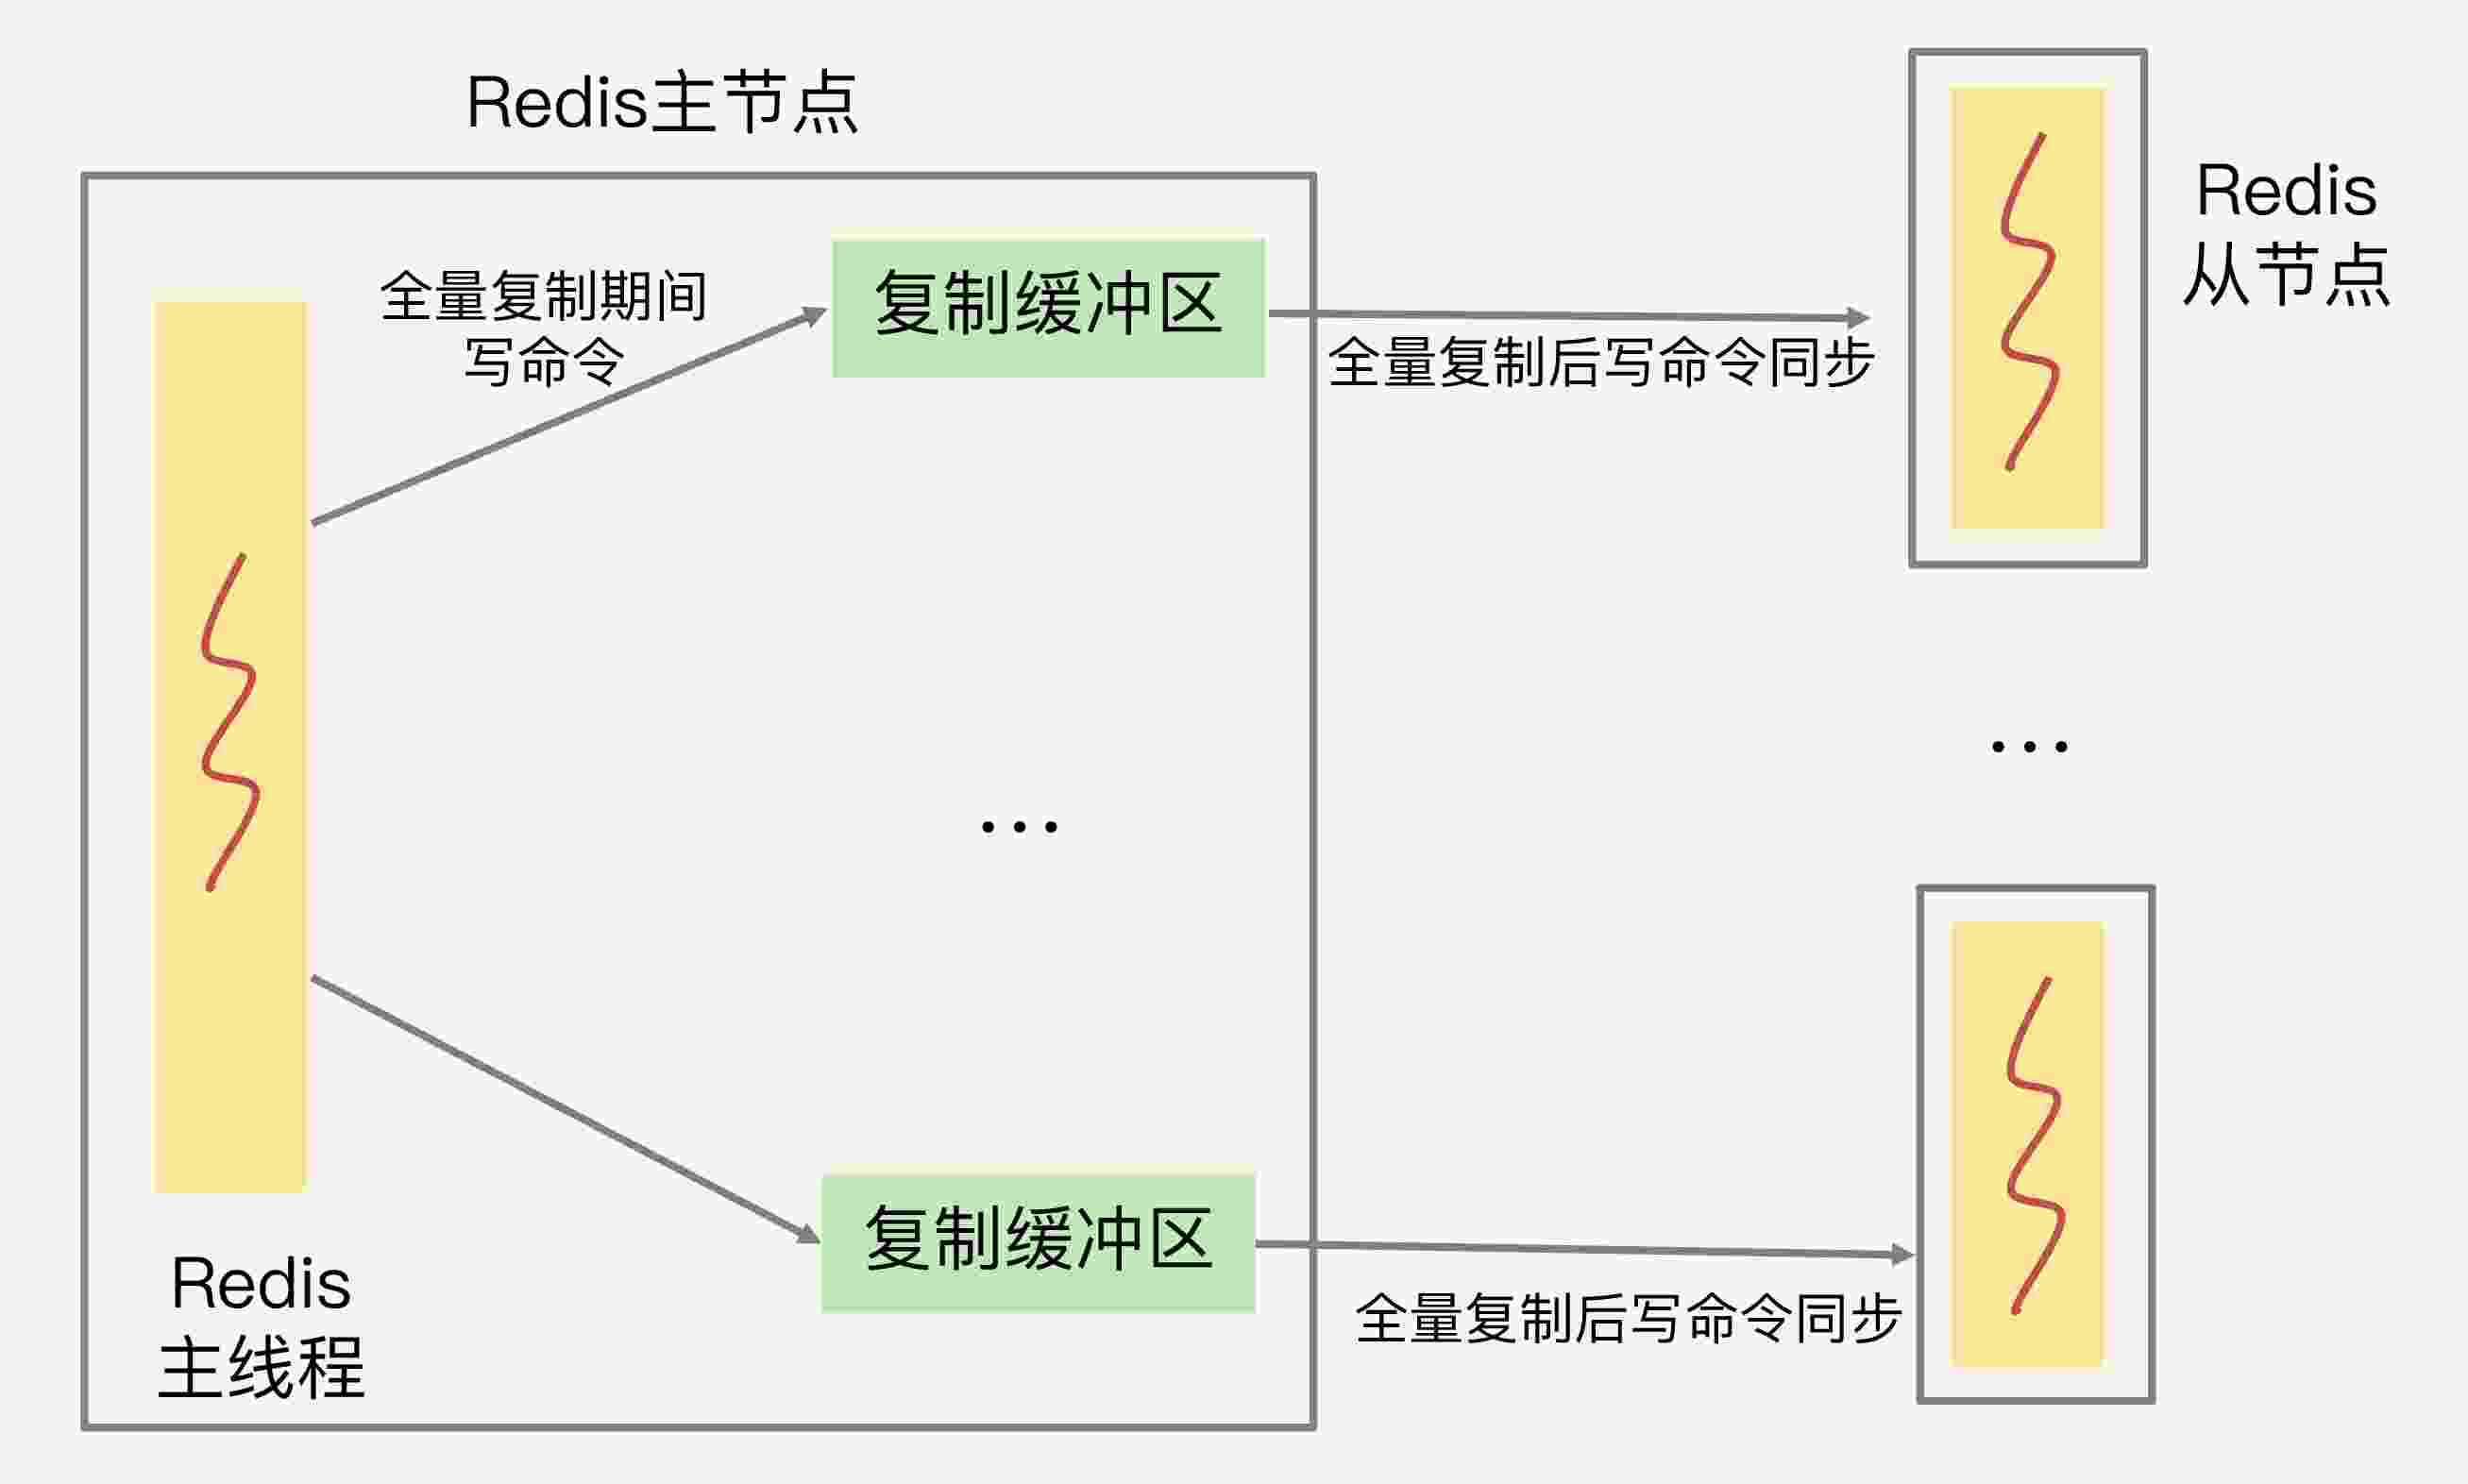 Redis主节点
Redis
从节点
全量复制期间
写命令
复制缓冲区
全量复制后写命令同步
...
...
复制缓冲区
全量复制后写命令同步
Redis
主线程